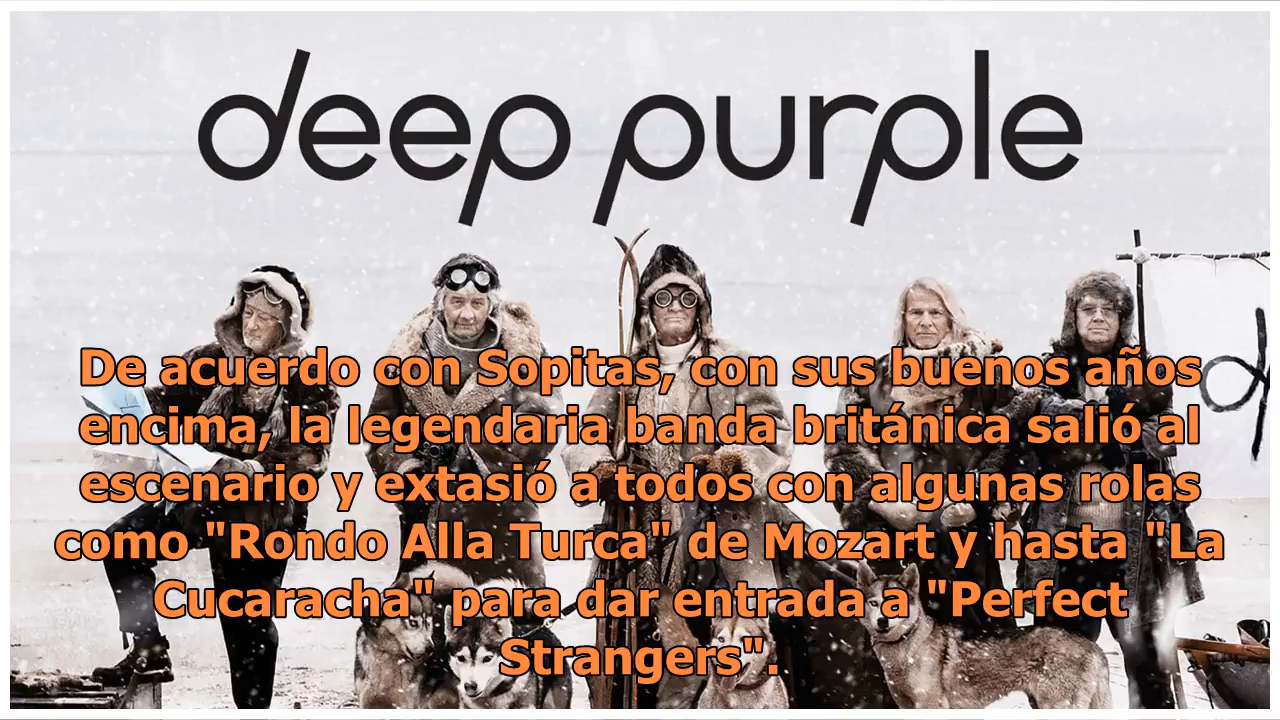 deep purple
De acuerdo con Sopitas, con sus buenos años
encima, la legendaria banda británica salió al
escenario y extasió a todos con algunas rolas
como "Rondo Alla Turca" de Mozart y hasta "La
Cucaracha" para dar entrada a "Perfect
Strangers".